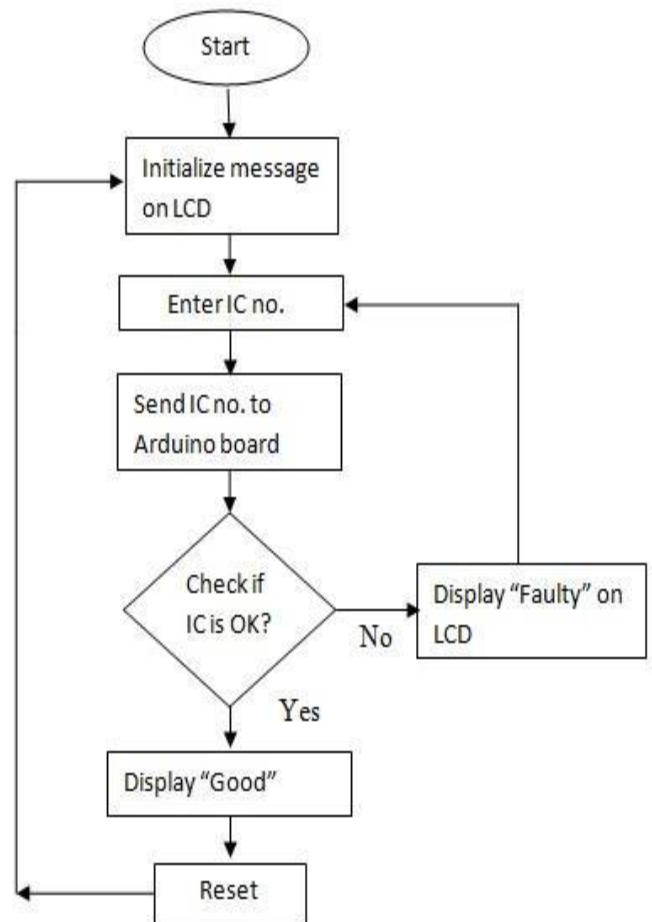 Start
Initialize message
on LCD
Enter IC no.
Send IC no. to
Arduino board
Check if
IC is OK?
No
Display “Faulty” on
LCD
Yes
Display “Good”
Reset